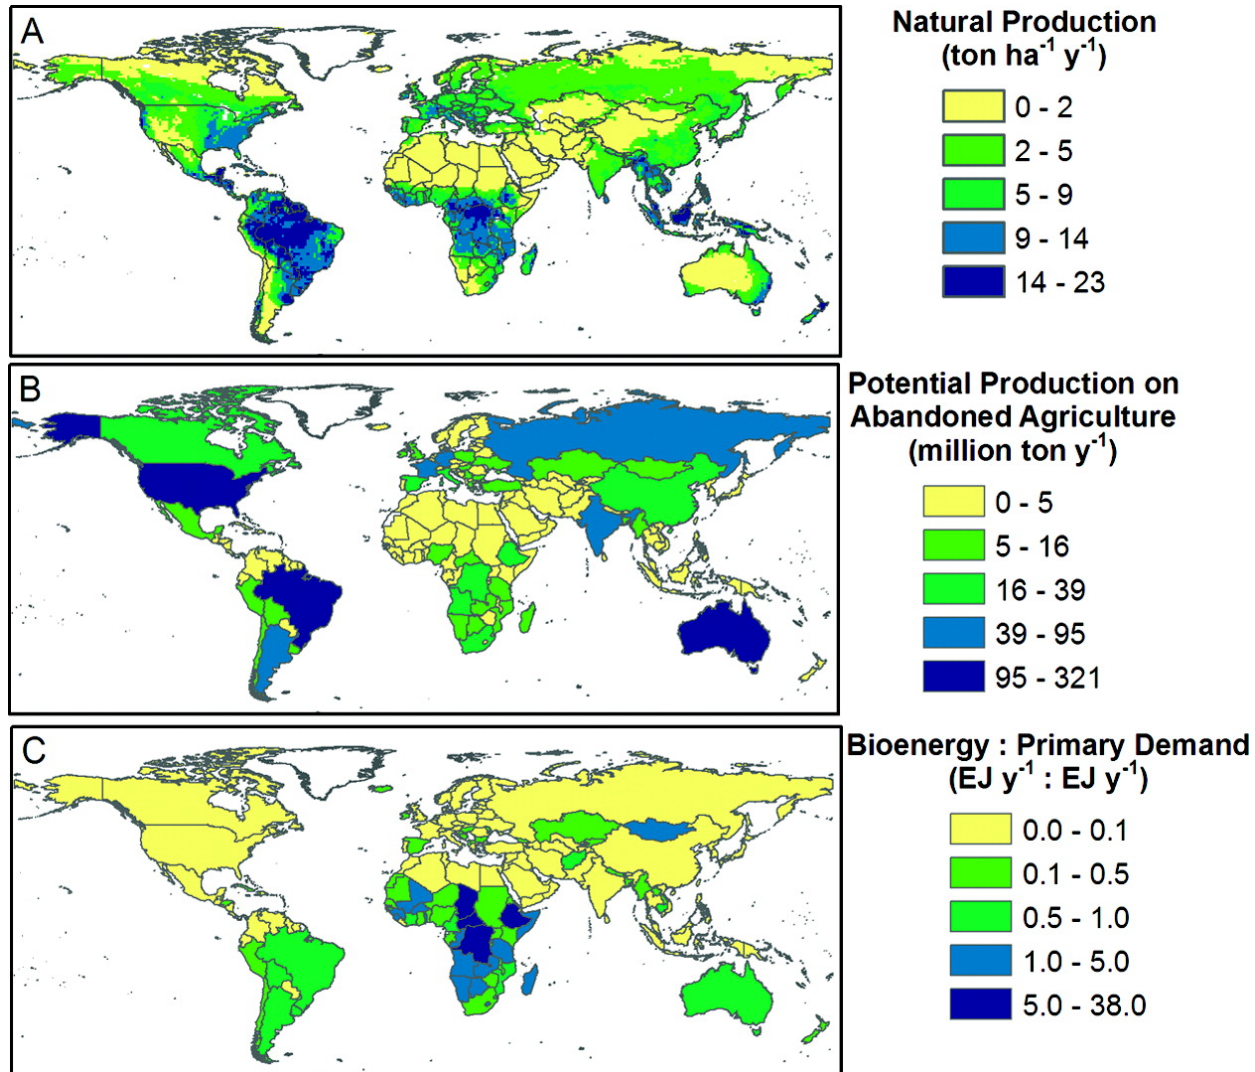 A
Natural Production
(ton ha⁻¹ y⁻¹)
0 - 2
2 - 5
5 - 9
9 - 14
14 - 23
B
Potential Production on
Abandoned Agriculture
(million ton y⁻¹)
0 - 5
5 - 16
16 - 39
39 - 95
95 - 321
C
Bioenergy : Primary Demand
(EJ y⁻¹ : EJ y⁻¹)
0.0 - 0.1
0.1 - 0.5
0.5 - 1.0
1.0 - 5.0
5.0 - 38.0